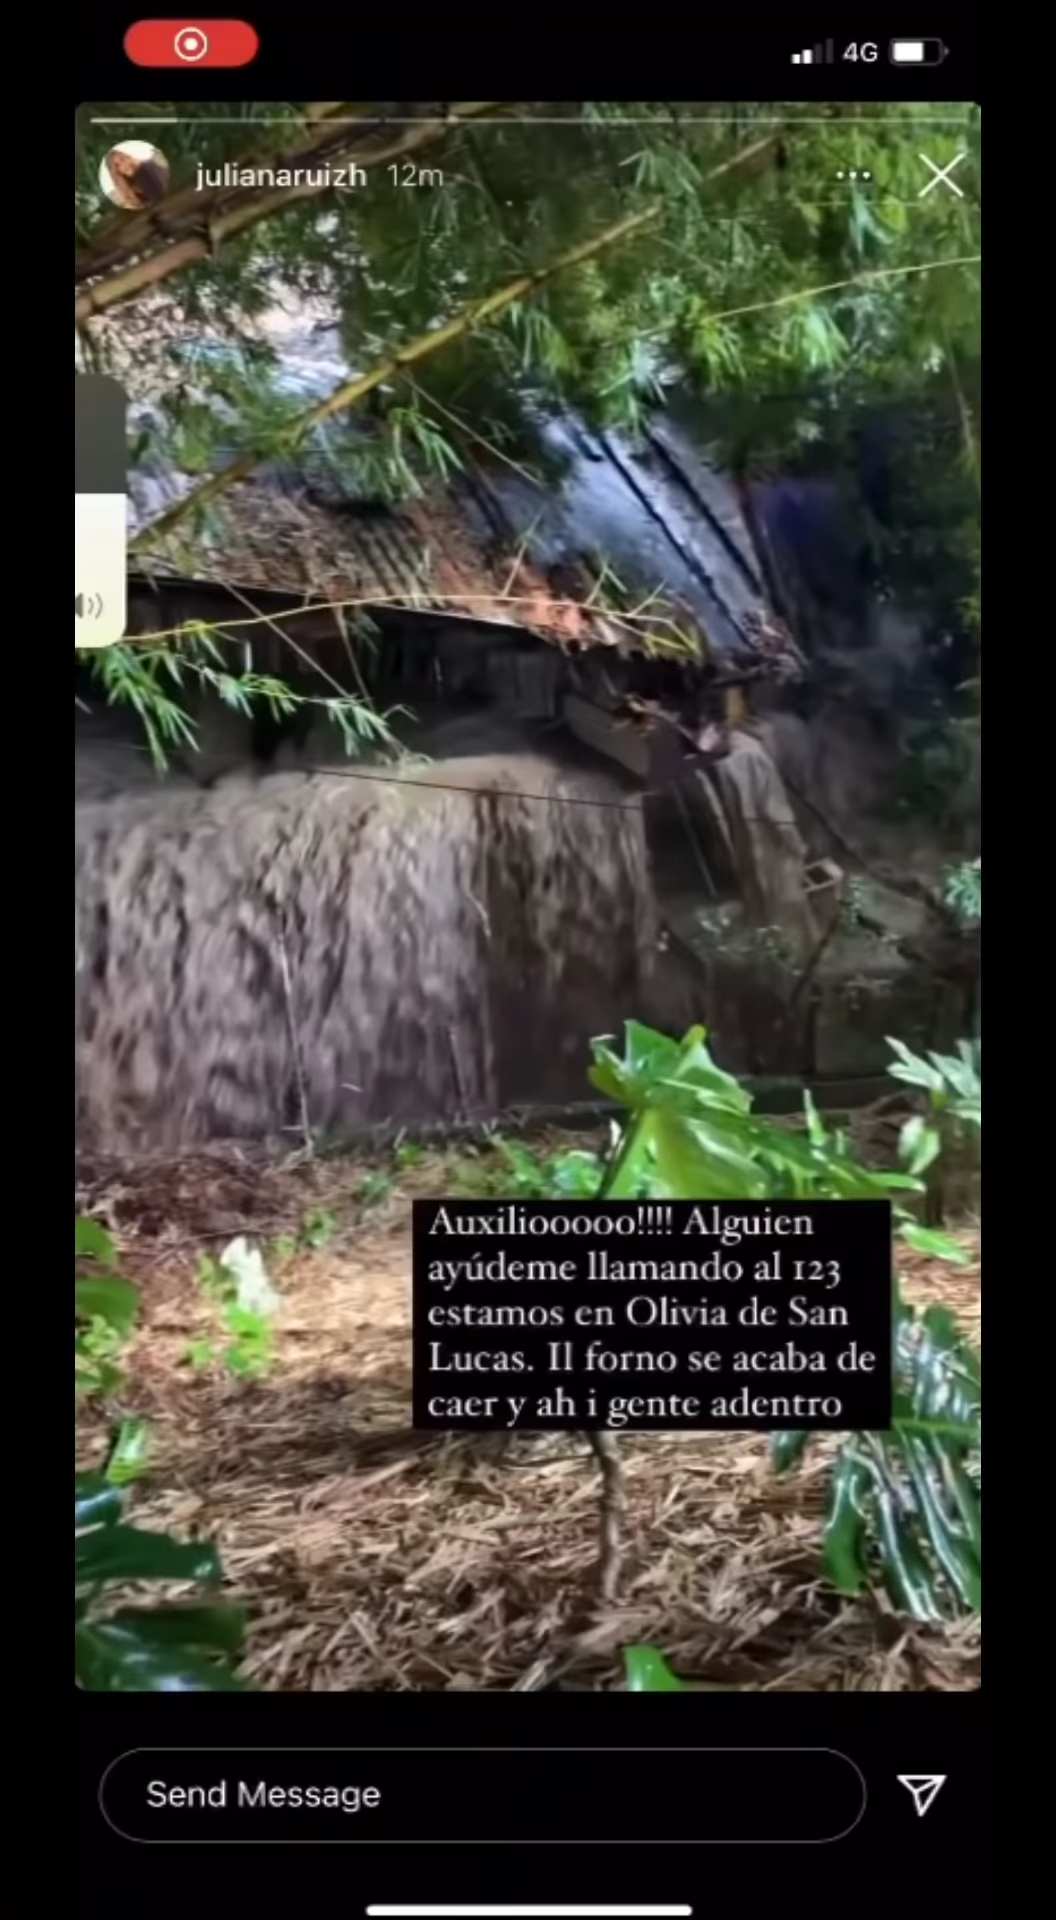 4G
julianaruizh 12m
Auxiliooooo!!!! Alguien
ayúdeme llamando al 123
estamos en Olivia de San
Lucas. Il forno se acaba de
caer y ah i gente adentro
Send Message